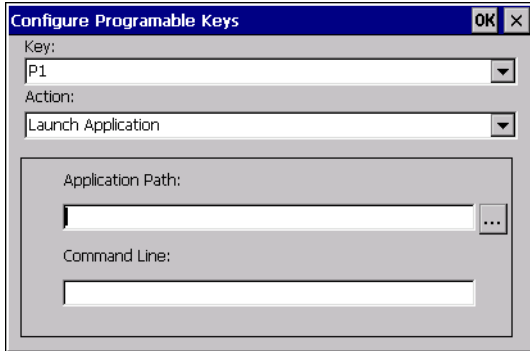 Configure Programable Keys OK ×
Key:
P1
Action:
Launch Application
Application Path:
...
Command Line: